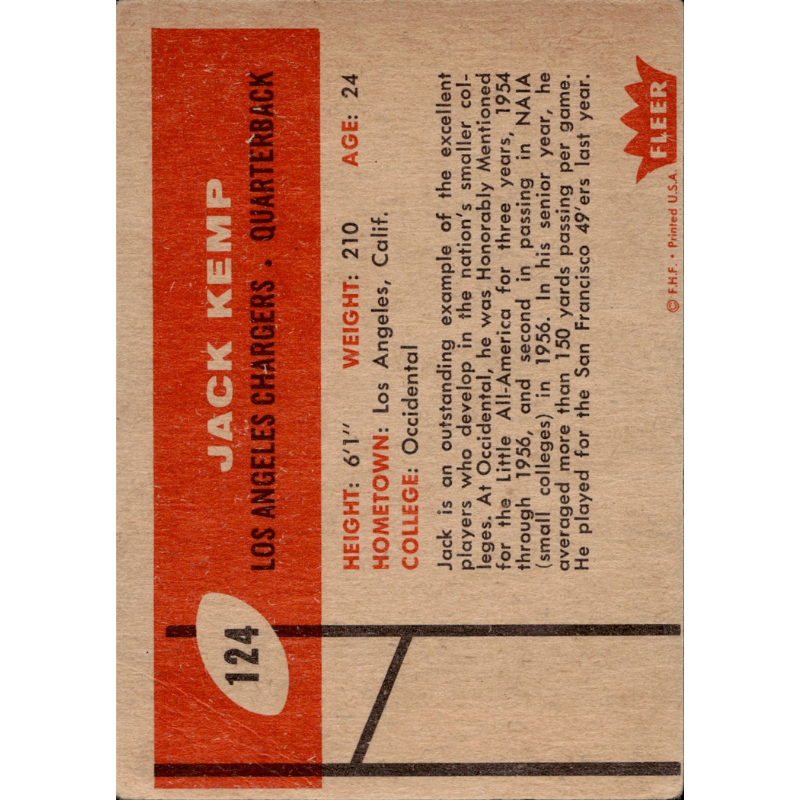 124
JACK KEMP
LOS ANGELES CHARGERS • QUARTERBACK
HEIGHT: 6'1" WEIGHT: 210 AGE: 24
HOMETOWN: Los Angeles, Calif.
COLLEGE: Occidental
Jack is an outstanding example of the excellent
players who develop in the nation's smaller col-
leges. At Occidental, he was Honorably Mentioned
for the Little All-America for three years, 1954
through 1956, and second in passing in NAIA
(small colleges) in 1956. In his senior year, he
averaged more than 150 yards passing per game.
He played for the San Francisco 49'ers last year.
FLEER
© F.H.F. • Printed U.S.A.